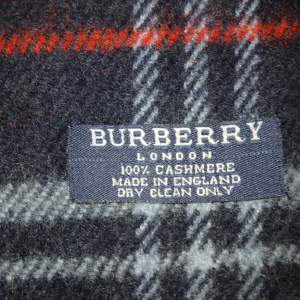 BURBERRY
LONDON
100% CASHMERE
MADE IN ENGLAND
DRY CLEAN ONLY